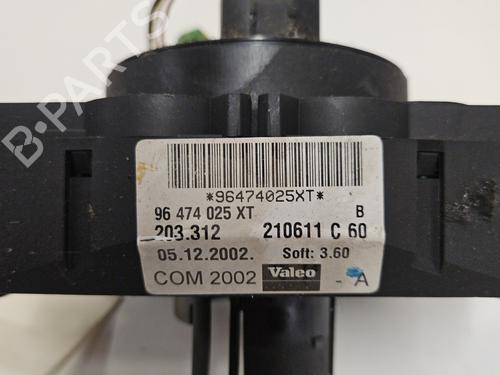 B-PARTS
*96474025XT*
96 474 025 XT B
203.312 210611 C 60
05.12.2002. Soft: 3.60
COM 2002 Valeo - A